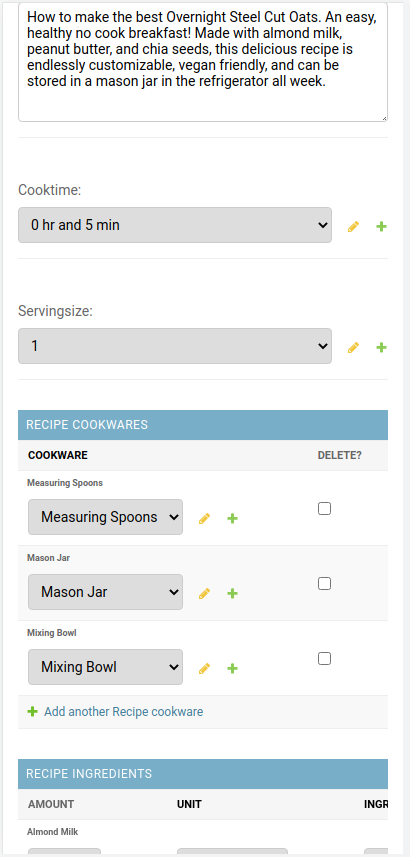 How to make the best Overnight Steel Cut Oats. An easy,
healthy no cook breakfast! Made with almond milk,
peanut butter, and chia seeds, this delicious recipe is
endlessly customizable, vegan friendly, and can be
stored in a mason jar in the refrigerator all week.
Cooktime:
0 hr and 5 min
Servingsize:
1
RECIPE COOKWARES
COOKWARE DELETE?
Measuring Spoons
Measuring Spoons
Mason Jar
Mason Jar
Mixing Bowl
Mixing Bowl
Add another Recipe cookware
RECIPE INGREDIENTS
AMOUNT UNIT INGR
Almond Milk